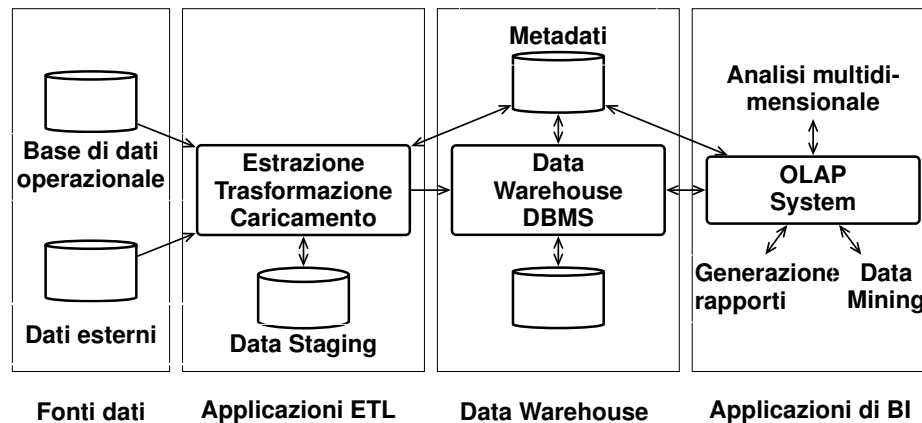 Base di dati
operazionale
Dati esterni
Estrazione
Trasformazione
Caricamento
Data Staging
Metadati
Data
Warehouse
DBMS
Analisi multidi-
mensionale
OLAP
System
Generazione
rapporti
Data
Mining
Fonti dati
Applicazioni ETL
Data Warehouse
Applicazioni di BI